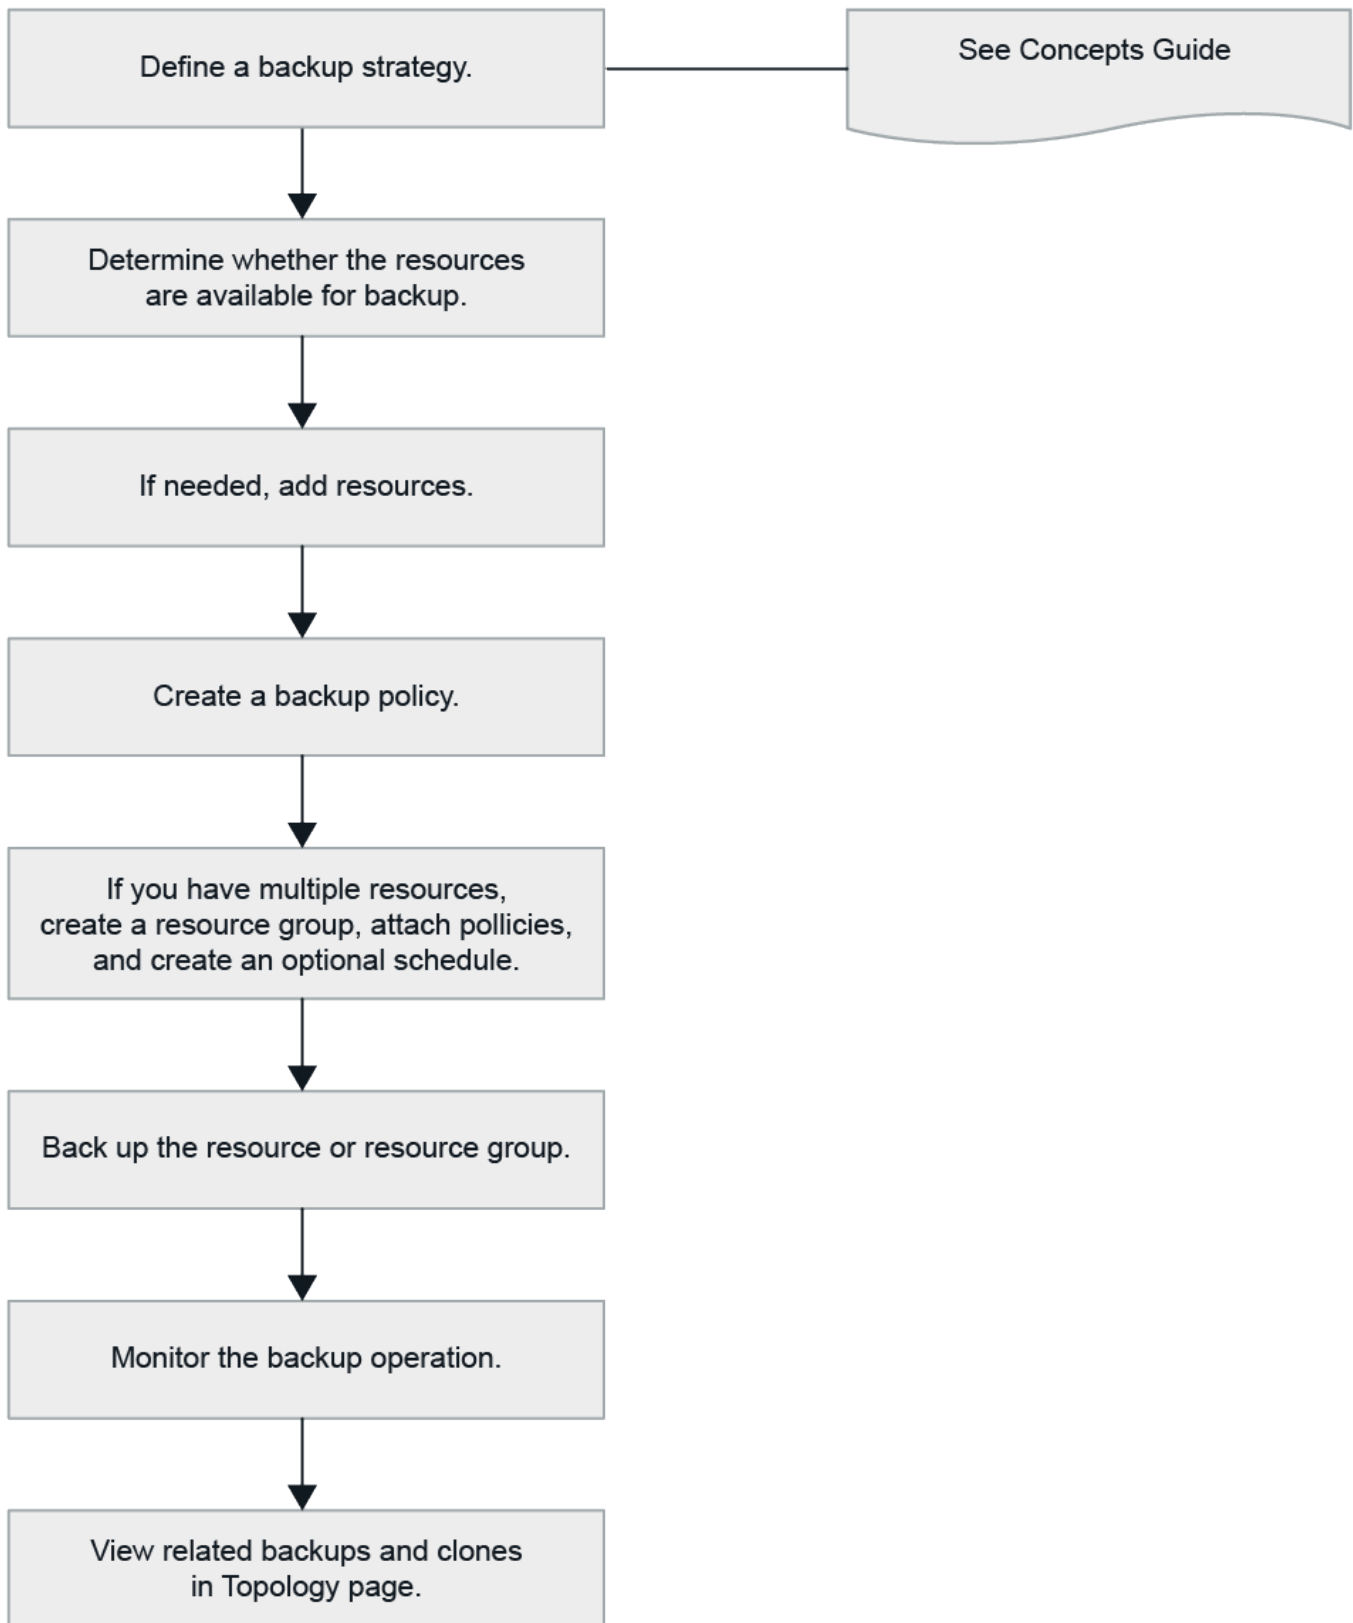 Define a backup strategy.
See Concepts Guide
Determine whether the resources
are available for backup.
If needed, add resources.
Create a backup policy.
If you have multiple resources,
create a resource group, attach pollicies,
and create an optional schedule.
Back up the resource or resource group.
Monitor the backup operation.
View related backups and clones
in Topology page.